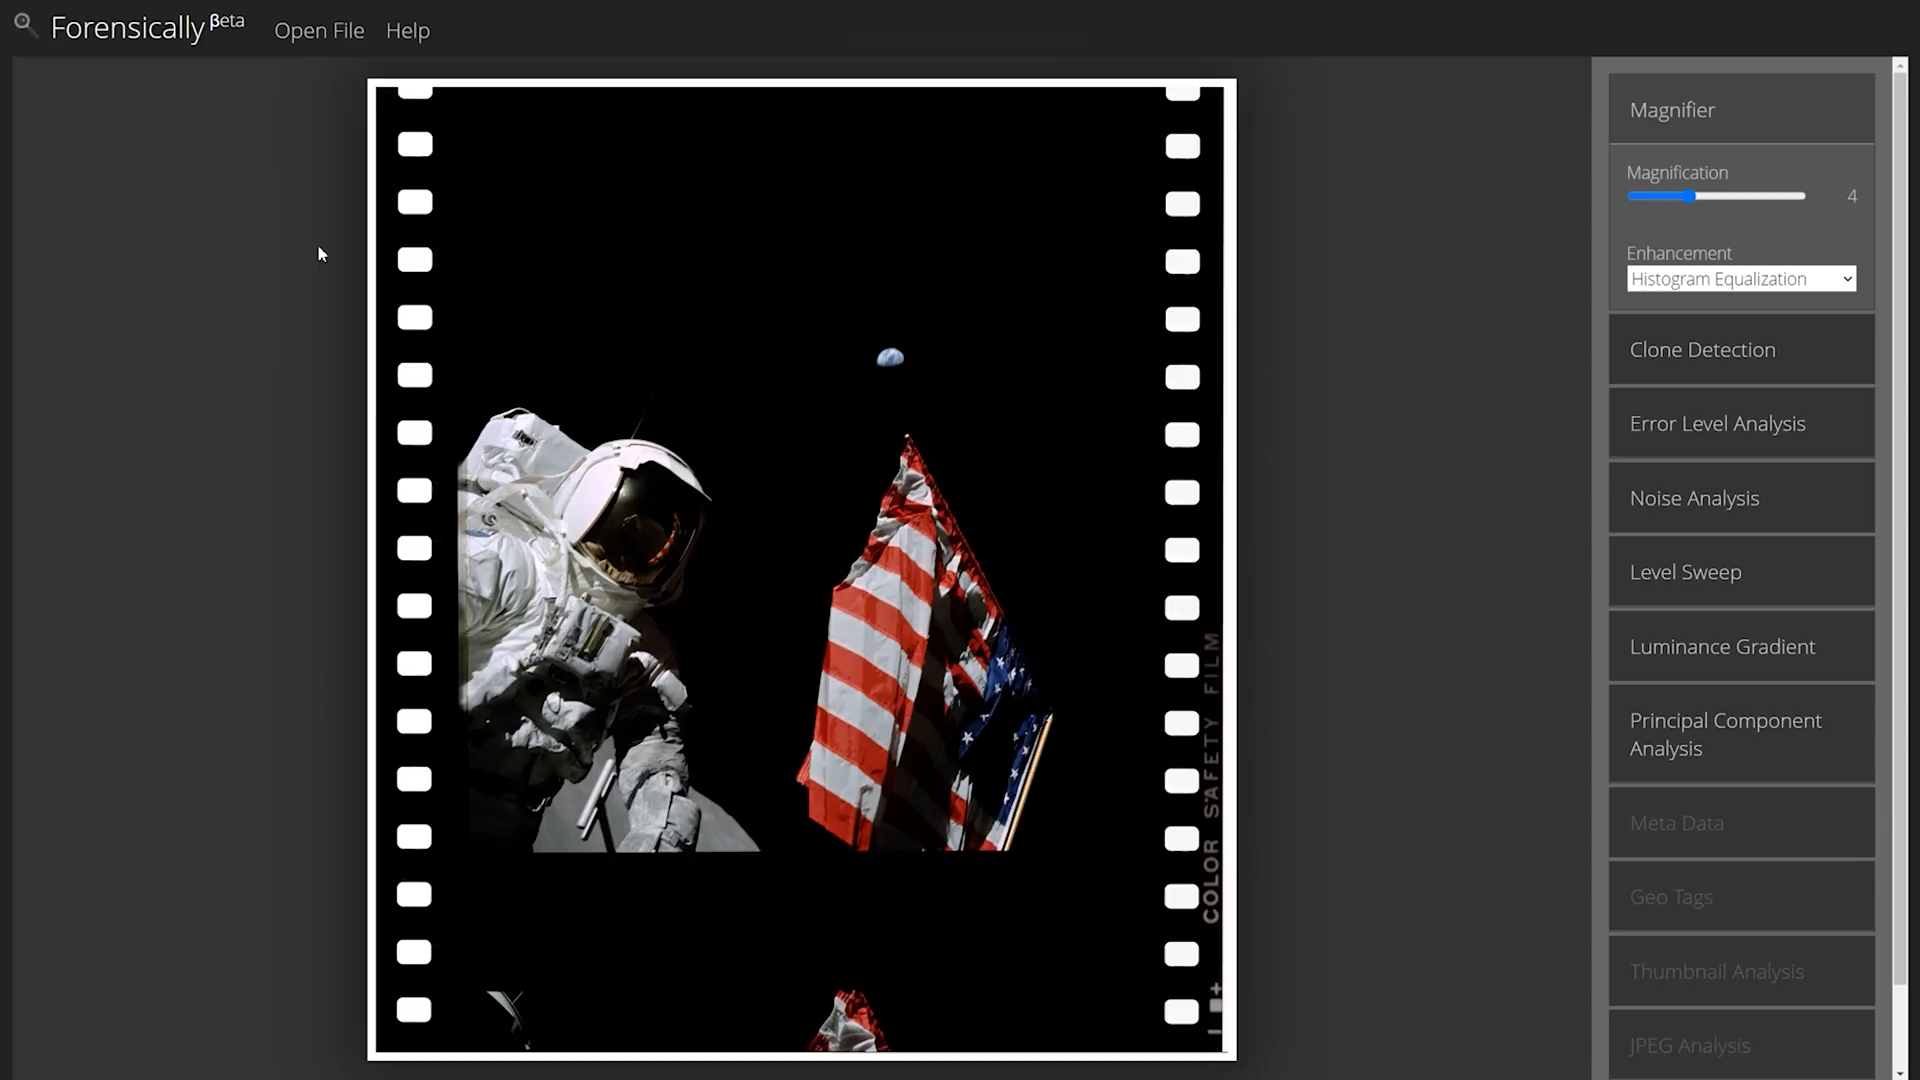 Forensically βeta
Open File
Help
Magnifier
Magnification
4
Enhancement
Histogram Equalization
Clone Detection
Error Level Analysis
Noise Analysis
Level Sweep
Luminance Gradient
Principal Component
Analysis
Meta Data
Geo Tags
Thumbnail Analysis
JPEG Analysis
COLOR SAFETY FILM